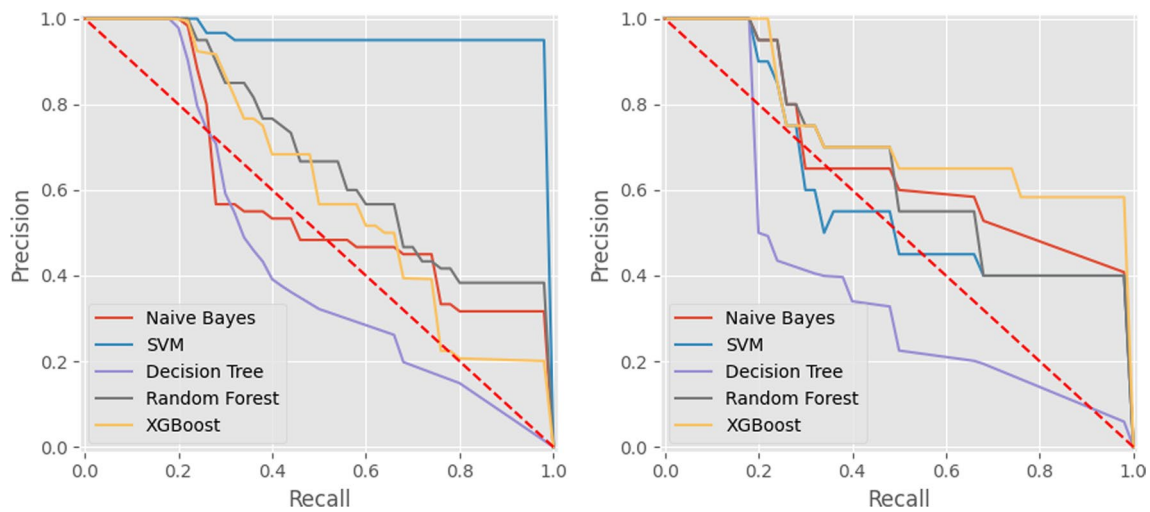 1.0
0.8
0.6
0.4
0.2
0.0
Precision
Naive Bayes
SVM
Decision Tree
Random Forest
XGBoost
0.0 0.2 0.4 0.6 0.8 1.0
Recall
1.0
0.8
0.6
0.4
0.2
0.0
Precision
Naive Bayes
SVM
Decision Tree
Random Forest
XGBoost
0.0 0.2 0.4 0.6 0.8 1.0
Recall